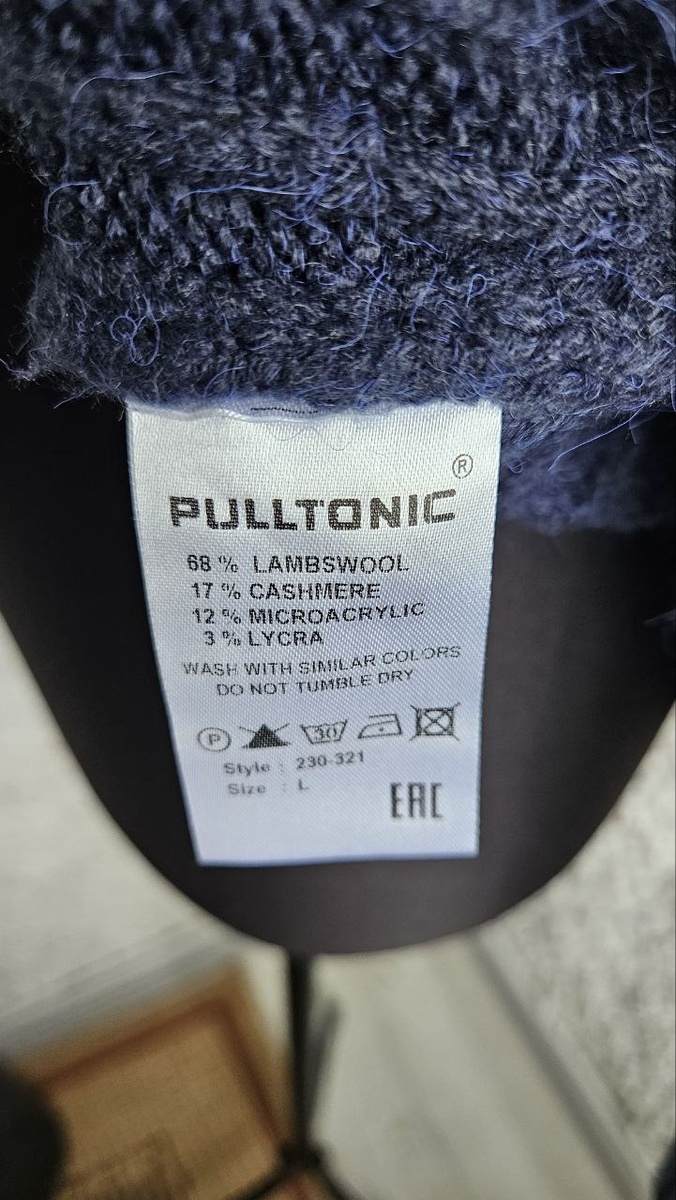 PULLTONIC ®
68 % LAMBSWOOL
17 % CASHMERE
12 % MICROACRYLIC
3 % LYCRA
WASH WITH SIMILAR COLORS
DO NOT TUMBLE DRY
P 30
Style : 230-321
Size : L
EAC